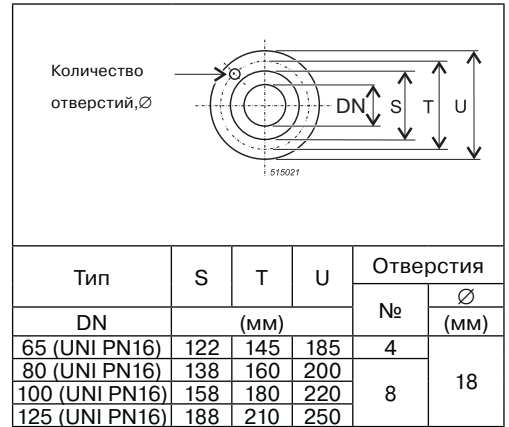 Количество
отверстий,∅
DN S T U
515021
Тип S T U Отверстия
№ ∅
DN (мм) (мм)
65 (UNI PN16) 122 145 185 4
80 (UNI PN16) 138 160 200
100 (UNI PN16) 158 180 220 8 18
125 (UNI PN16) 188 210 250